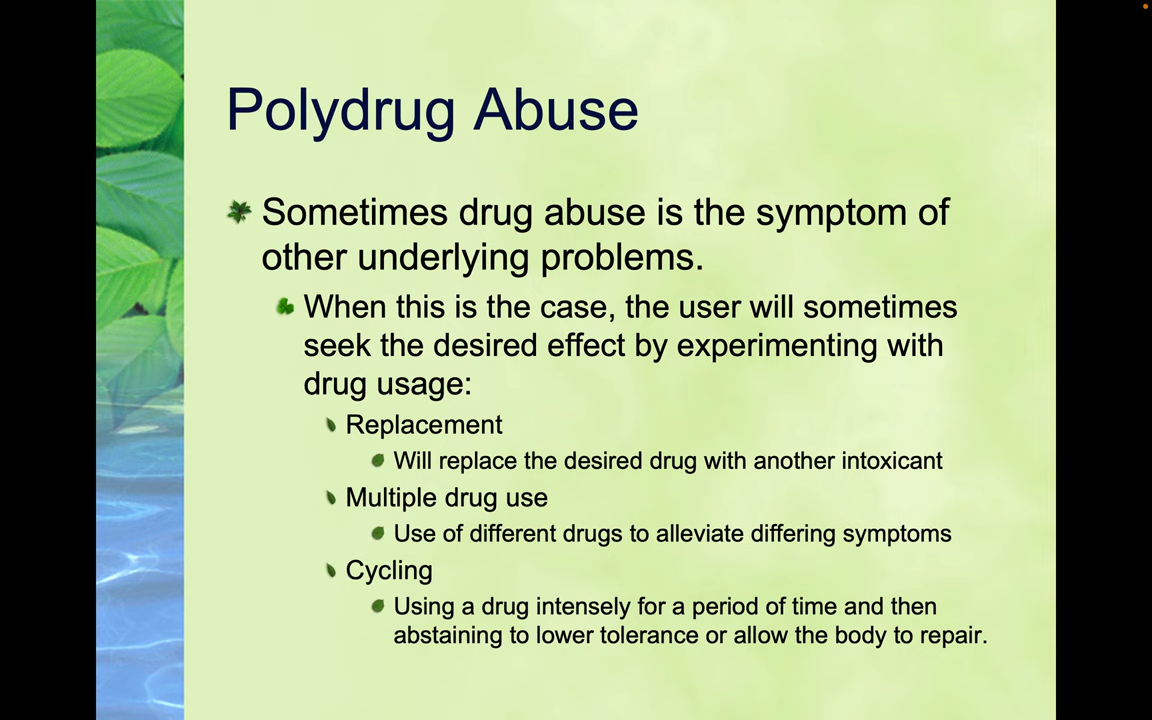 Polydrug Abuse
Sometimes drug abuse is the symptom of
other underlying problems.
When this is the case, the user will sometimes
seek the desired effect by experimenting with
drug usage:
Replacement
Will replace the desired drug with another intoxicant
Multiple drug use
Use of different drugs to alleviate differing symptoms
Cycling
Using a drug intensely for a period of time and then
abstaining to lower tolerance or allow the body to repair.